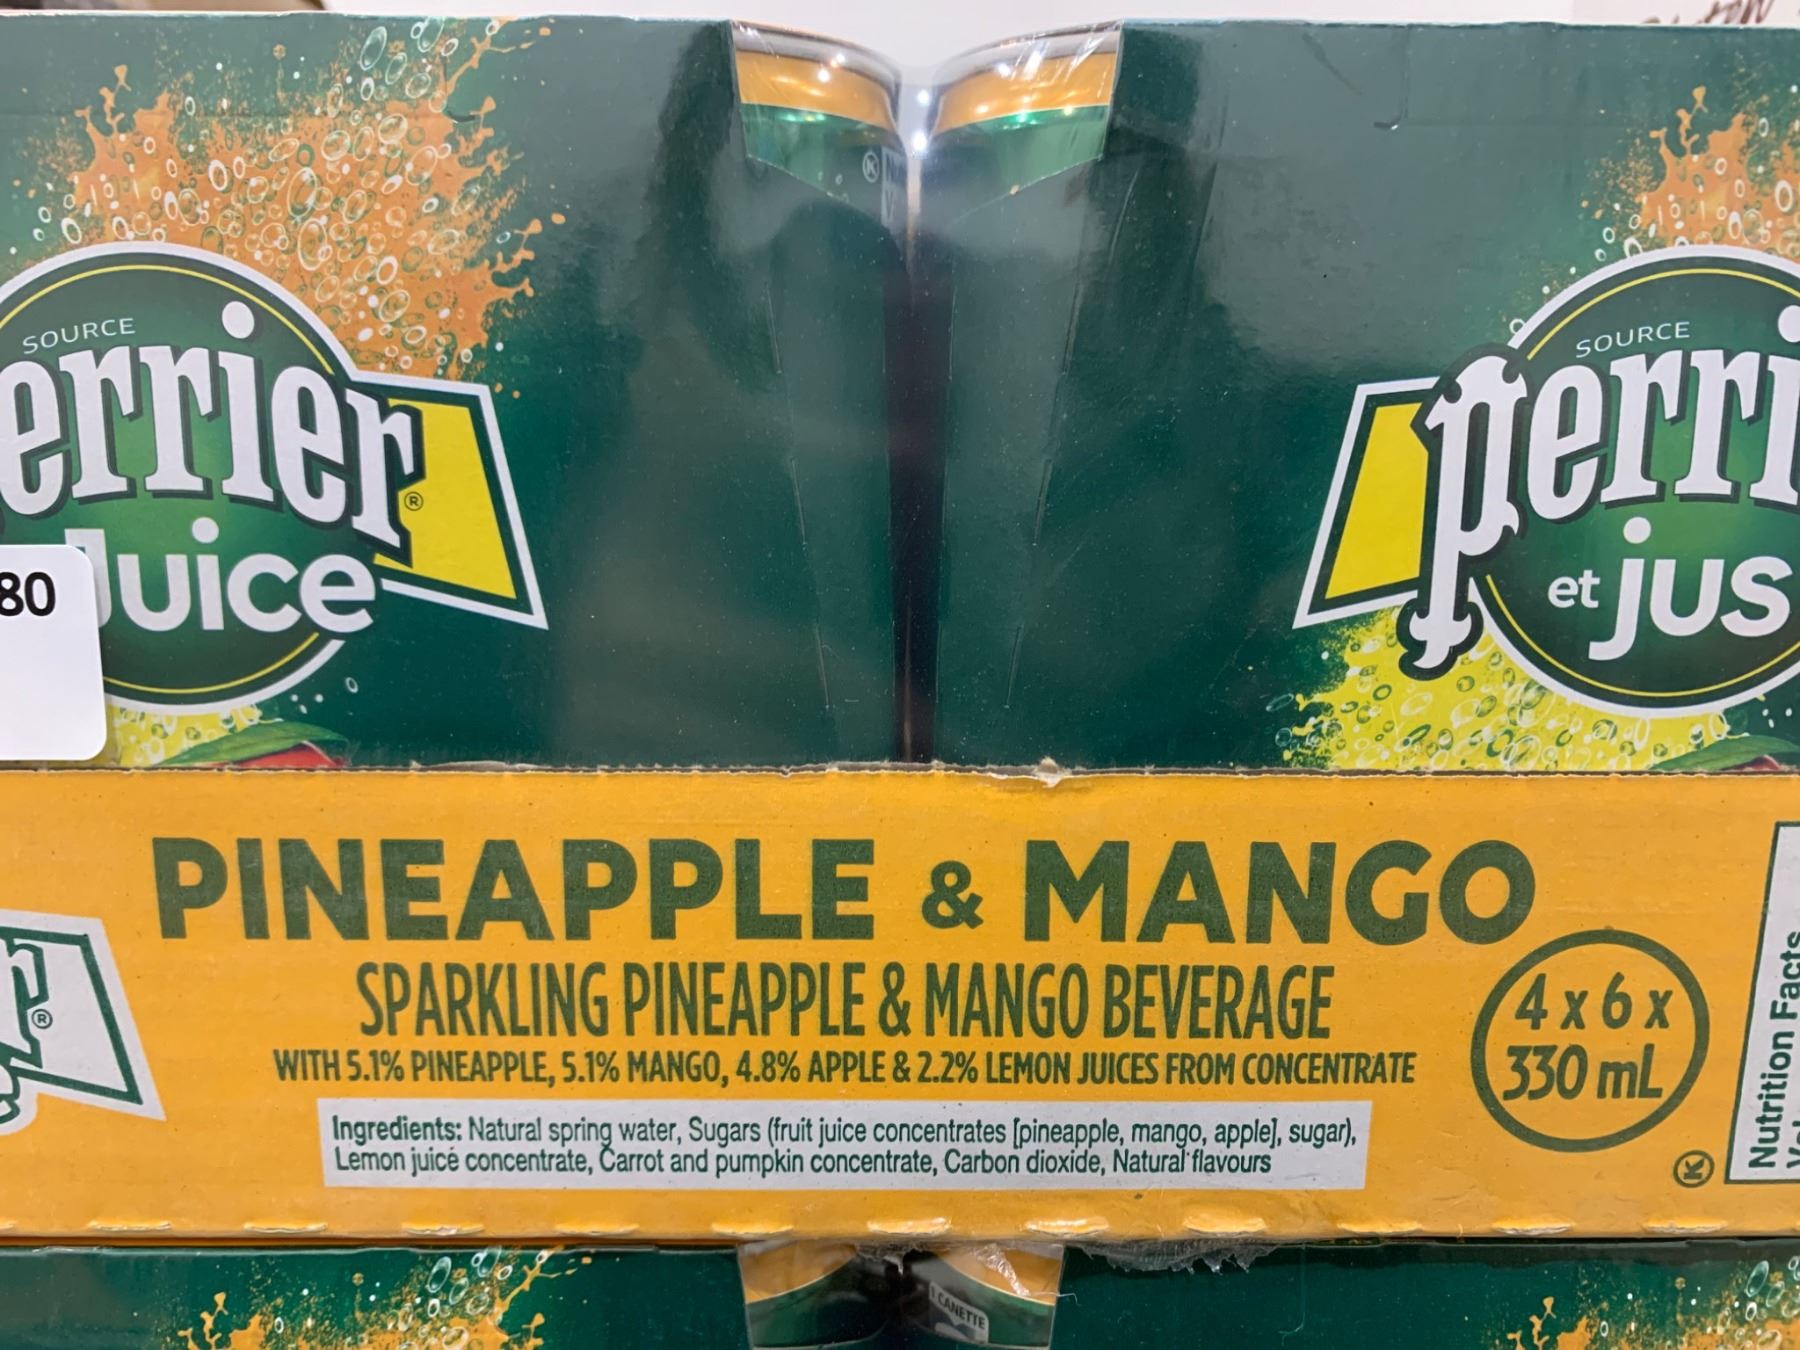 SOURCE
errier®
Juice
80
SOURCE
perri
et jus
PINEAPPLE & MANGO
SPARKLING PINEAPPLE & MANGO BEVERAGE
WITH 5.1% PINEAPPLE, 5.1% MANGO, 4.8% APPLE & 2.2% LEMON JUICES FROM CONCENTRATE
4 x 6 x
330 mL
Ingredients: Natural spring water, Sugars (fruit juice concentrates [pineapple, mango, apple], sugar),
Lemon juice concentrate, Carrot and pumpkin concentrate, Carbon dioxide, Natural flavours
K
Nutrition Facts
r®
K
1 CANETTE